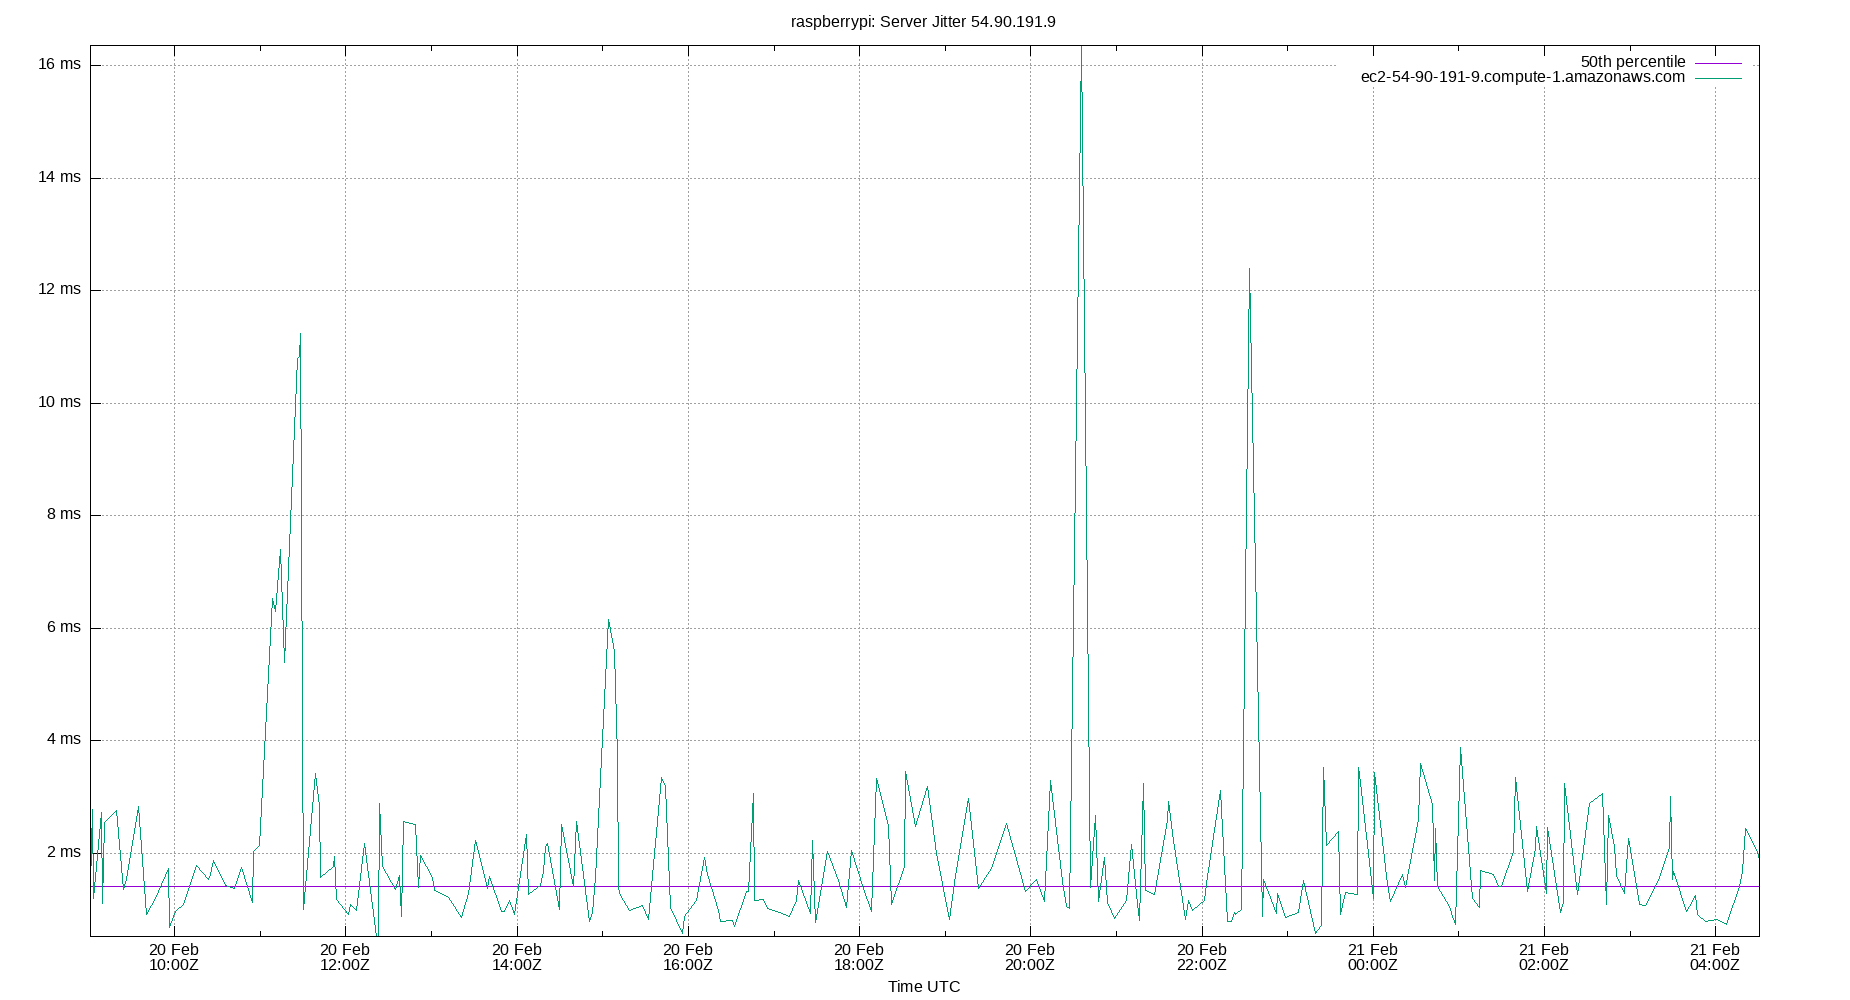 raspberrypi: Server Jitter 54.90.191.9
50th percentile
ec2-54-90-191-9.compute-1.amazonaws.com
16 ms
14 ms
12 ms
10 ms
8 ms
6 ms
4 ms
2 ms
20 Feb 20 Feb 20 Feb 20 Feb 20 Feb 20 Feb 20 Feb 21 Feb 21 Feb 21 Feb
10:00Z 12:00Z 14:00Z 16:00Z 18:00Z 20:00Z 22:00Z 00:00Z 02:00Z 04:00Z
Time UTC